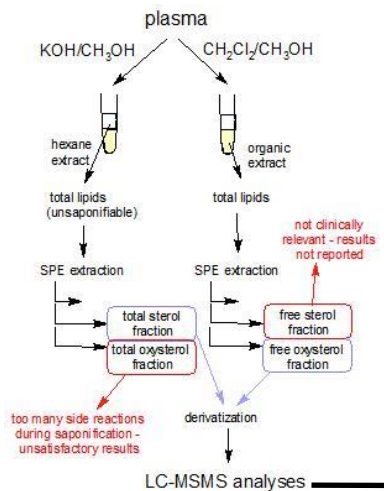 plasma
KOH/CH3OH
CH2Cl2/CH3OH
hexane
extract
organic
extract
total lipids
(unsaponifiable)
total lipids
not clinically
relevant - results
not reported
SPE extraction
SPE extraction
total sterol
fraction
total oxysterol
fraction
free sterol
fraction
free oxysterol
fraction
too many side reactions
during saponification -
unsatisfactory results
derivatization
LC-MSMS analyses